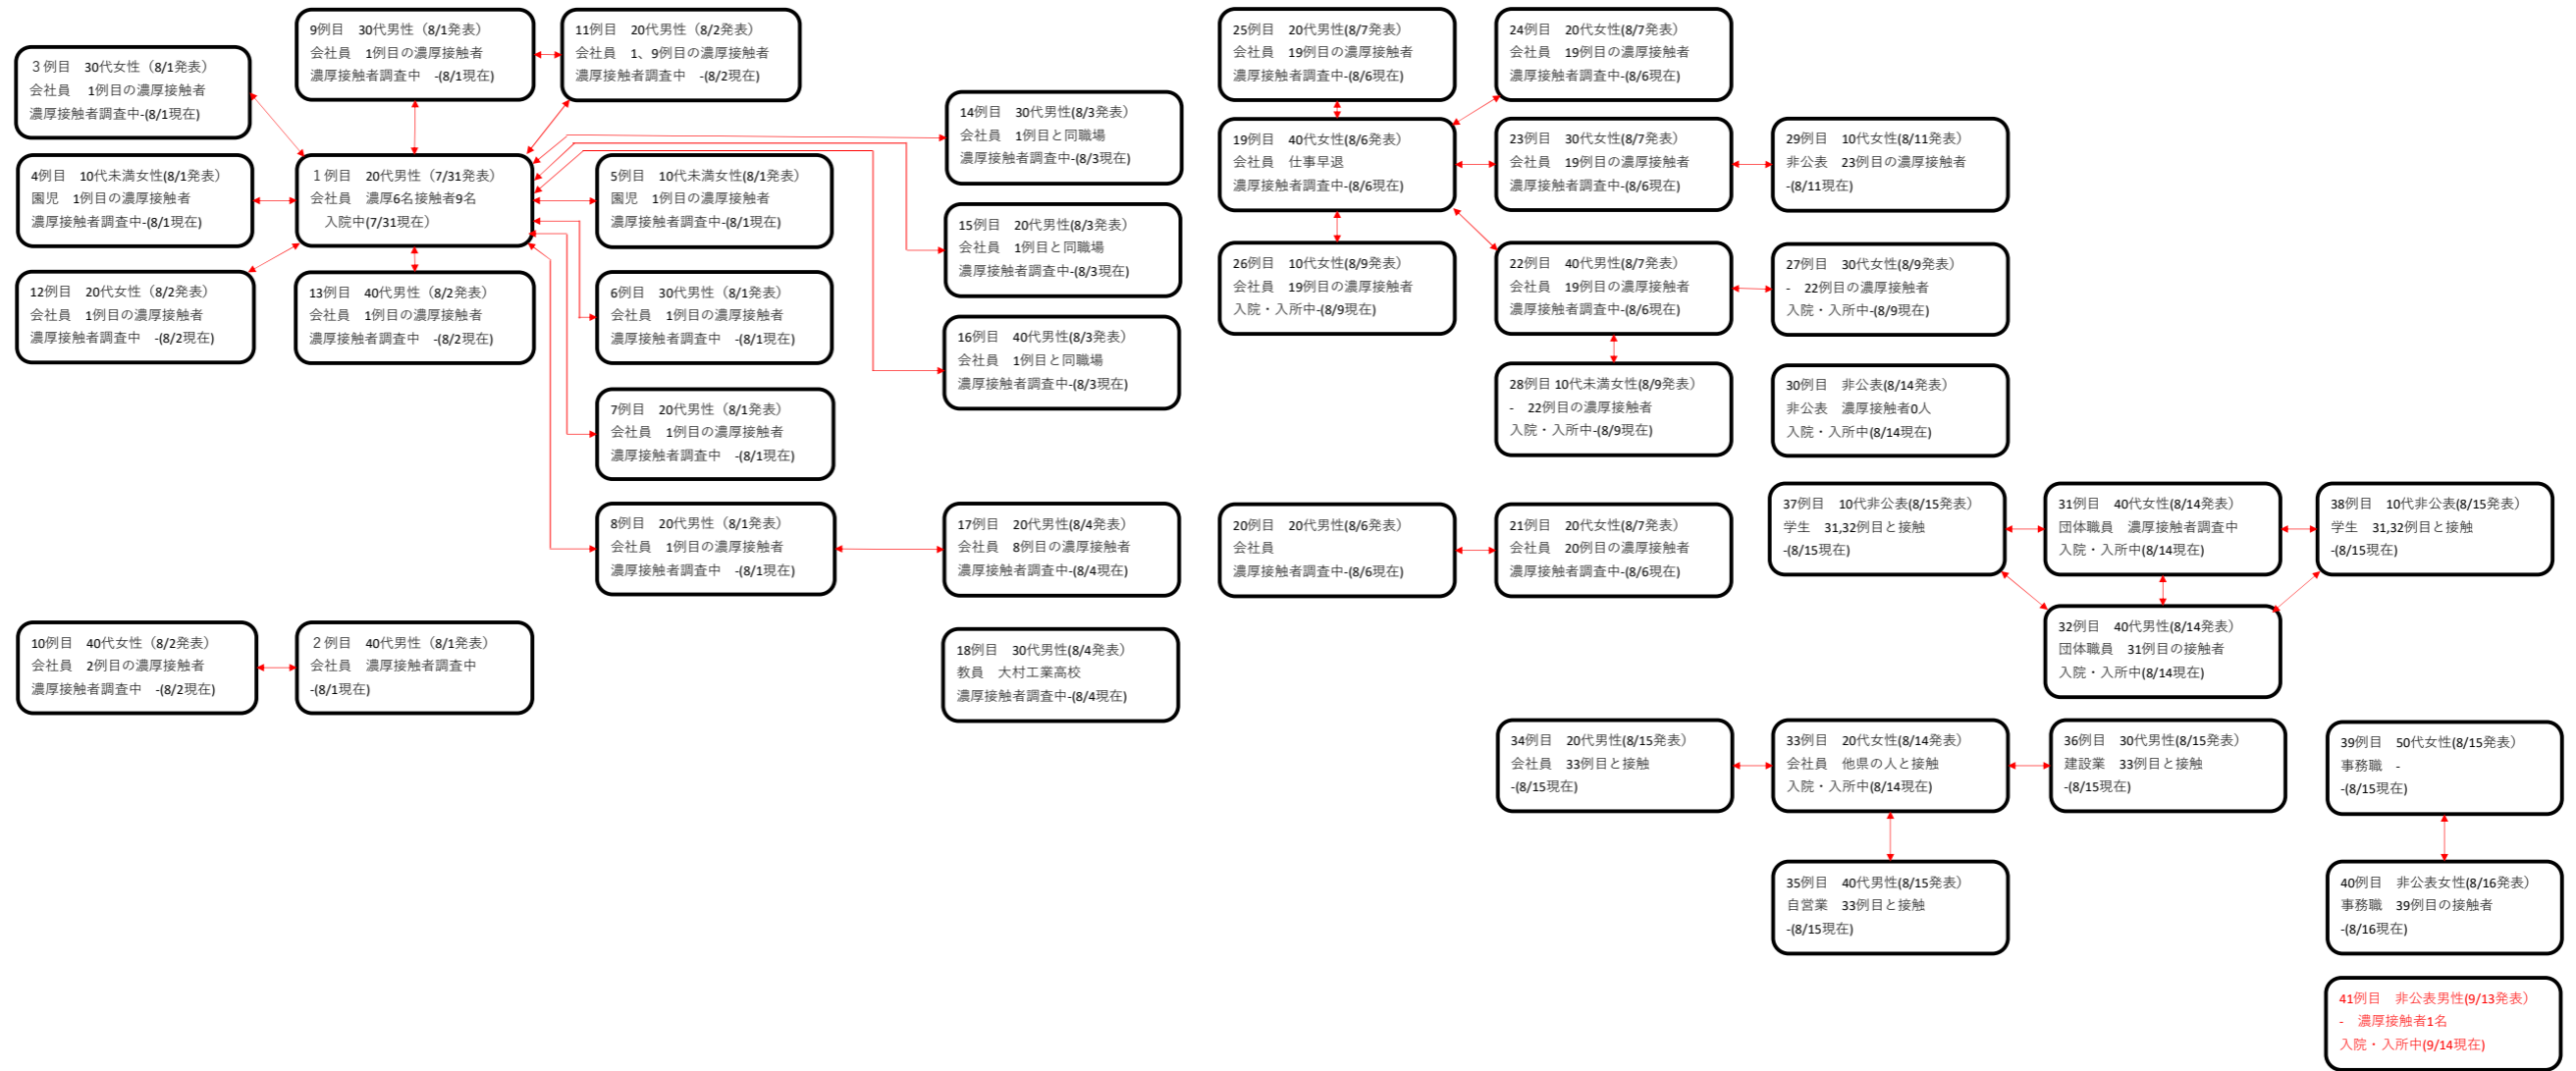 9例目　30代男性（8/1発表）
会社員　1例目の濃厚接触者
濃厚接触者調査中　-(8/1現在)
11例目　20代男性（8/2発表）
会社員　1、9例目の濃厚接触者
濃厚接触者調査中　-(8/2現在)
３例目　30代女性（8/1発表）
会社員　1例目の濃厚接触者
濃厚接触者調査中-(8/1現在)
14例目　30代男性(8/3発表）
会社員　1例目と同職場
濃厚接触者調査中-(8/3現在)
4例目　10代未満女性(8/1発表）
園児　1例目の濃厚接触者
濃厚接触者調査中-(8/1現在)
１例目　20代男性（7/31発表）
会社員　濃厚6名接触者9名
入院中(7/31現在）
5例目　10代未満女性(8/1発表）
園児　1例目の濃厚接触者
濃厚接触者調査中-(8/1現在)
15例目　20代男性(8/3発表）
会社員　1例目と同職場
濃厚接触者調査中-(8/3現在)
12例目　20代女性（8/2発表）
会社員　1例目の濃厚接触者
濃厚接触者調査中　-(8/2現在)
13例目　40代男性（8/2発表）
会社員　1例目の濃厚接触者
濃厚接触者調査中　-(8/2現在)
6例目　30代男性（8/1発表）
会社員　1例目の濃厚接触者
濃厚接触者調査中　-(8/1現在)
16例目　40代男性(8/3発表）
会社員　1例目と同職場
濃厚接触者調査中-(8/3現在)
7例目　20代男性（8/1発表）
会社員　1例目の濃厚接触者
濃厚接触者調査中　-(8/1現在)
8例目　20代男性（8/1発表）
会社員　1例目の濃厚接触者
濃厚接触者調査中　-(8/1現在)
17例目　20代男性(8/4発表）
会社員　8例目の濃厚接触者
濃厚接触者調査中-(8/4現在)
10例目　40代女性（8/2発表）
会社員　2例目の濃厚接触者
濃厚接触者調査中　-(8/2現在)
２例目　40代男性（8/1発表）
会社員　濃厚接触者調査中
-(8/1現在)
18例目　30代男性(8/4発表）
教員　大村工業高校
濃厚接触者調査中-(8/4現在)
25例目　20代男性(8/7発表）
会社員　19例目の濃厚接触者
濃厚接触者調査中-(8/6現在)
24例目　20代女性(8/7発表）
会社員　19例目の濃厚接触者
濃厚接触者調査中-(8/6現在)
19例目　40代女性(8/6発表）
会社員　仕事早退
濃厚接触者調査中-(8/6現在)
23例目　30代女性(8/7発表）
会社員　19例目の濃厚接触者
濃厚接触者調査中-(8/6現在)
29例目　10代女性(8/11発表）
非公表　23例目の濃厚接触者
-(8/11現在)
26例目　10代女性(8/9発表）
会社員　19例目の濃厚接触者
入院・入所中-(8/9現在)
22例目　40代男性(8/7発表）
会社員　19例目の濃厚接触者
濃厚接触者調査中-(8/6現在)
27例目　30代女性(8/9発表）
-　22例目の濃厚接触者
入院・入所中-(8/9現在)
28例目 10代未満女性(8/9発表）
-　22例目の濃厚接触者
入院・入所中-(8/9現在)
30例目　非公表(8/14発表）
非公表　濃厚接触者0人
入院・入所中(8/14現在)
20例目　20代男性(8/6発表）
会社員
濃厚接触者調査中-(8/6現在)
21例目　20代女性(8/7発表）
会社員　20例目の濃厚接触者
濃厚接触者調査中-(8/6現在)
37例目　10代非公表(8/15発表）
学生　31,32例目と接触
-(8/15現在)
31例目　40代女性(8/14発表）
団体職員　濃厚接触者調査中
入院・入所中(8/14現在)
38例目　10代非公表(8/15発表）
学生　31,32例目と接触
-(8/15現在)
32例目　40代男性(8/14発表）
団体職員　31例目の接触者
入院・入所中(8/14現在)
34例目　20代男性(8/15発表）
会社員　33例目と接触
-(8/15現在)
33例目　20代女性(8/14発表）
会社員　他県の人と接触
入院・入所中(8/14現在)
36例目　30代男性(8/15発表）
建設業　33例目と接触
-(8/15現在)
39例目　50代女性(8/15発表）
事務職　-
-(8/15現在)
35例目　40代男性(8/15発表）
自営業　33例目と接触
-(8/15現在)
40例目　非公表女性(8/16発表）
事務職　39例目の接触者
-(8/16現在)
41例目　非公表男性(9/13発表）
-　濃厚接触者1名
入院・入所中(9/14現在)